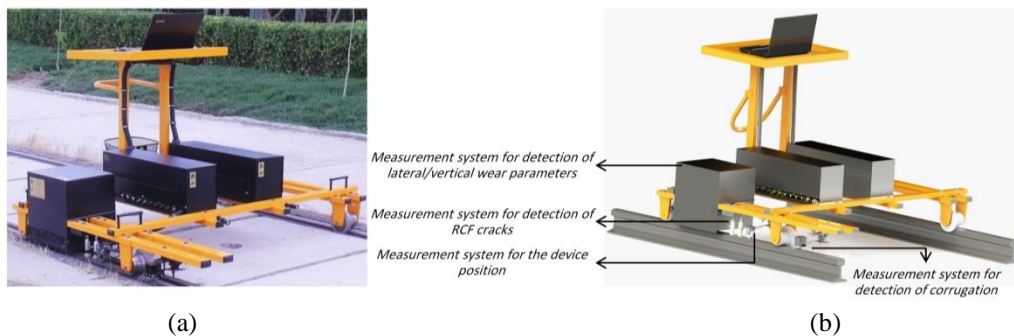 Measurement system for detection of
lateral/vertical wear parameters
Measurement system for detection of
RCF cracks
Measurement system for the device
position
Measurement system for
detection of corrugation
(a)
(b)